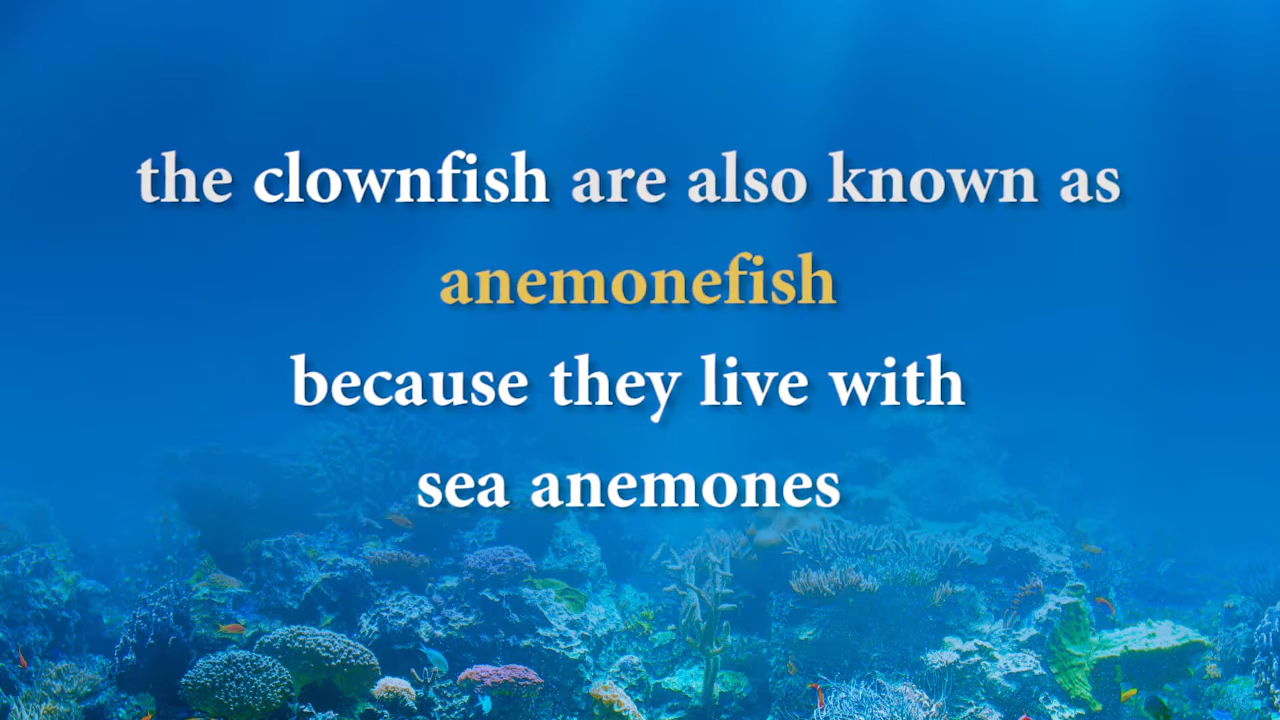 the clownfish are also known as
anemonefish
because they live with
sea anemones